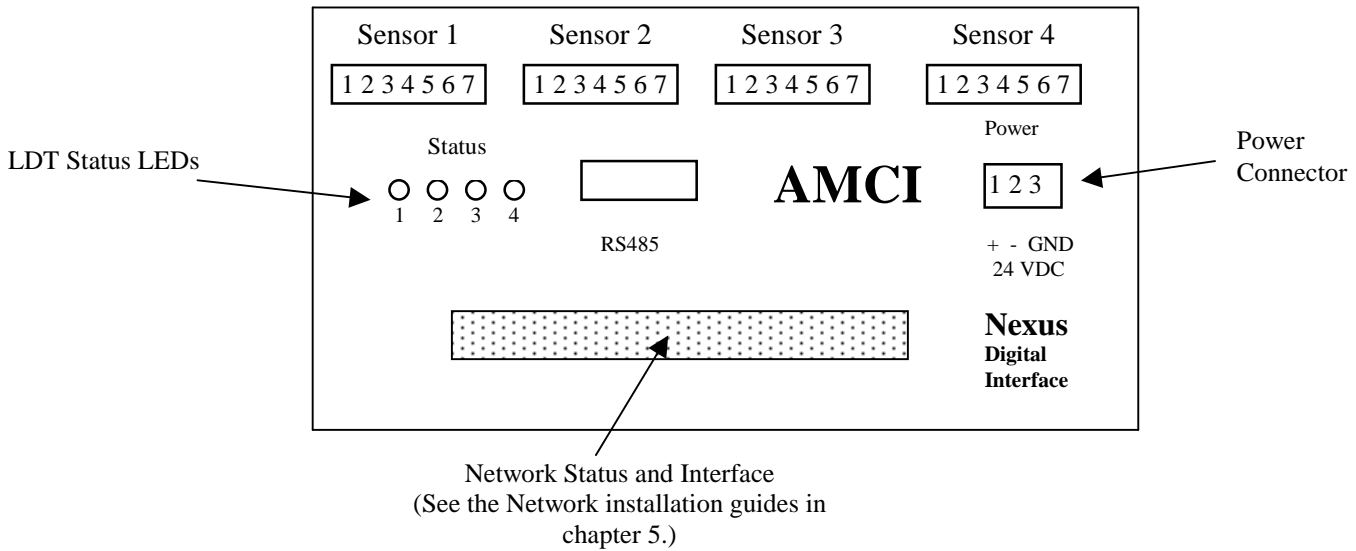 Sensor 1 Sensor 2 Sensor 3 Sensor 4
1 2 3 4 5 6 7 1 2 3 4 5 6 7 1 2 3 4 5 6 7 1 2 3 4 5 6 7
Power
Status
LDT Status LEDs
1 2 3 4
RS485
AMCI
1 2 3
Power
Connector
+ - GND
24 VDC
Nexus
Digital
Interface
Network Status and Interface
(See the Network installation guides in
chapter 5.)